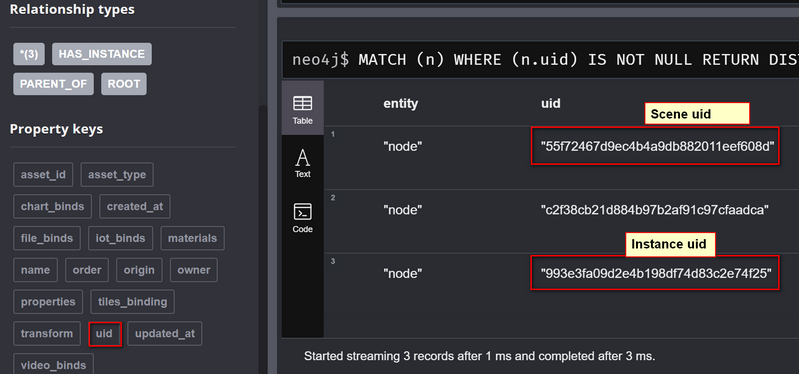 Relationship types
*(3) HAS_INSTANCE
PARENT_OF ROOT
Property keys
asset_id asset_type
chart_binds created_at
file_binds iot_binds materials
name order origin owner
properties tiles_binding
transform uid updated_at
video_binds
neo4j$ MATCH (n) WHERE (n.uid) IS NOT NULL RETURN DIS
Table
Text
Code
entity uid
Scene uid
1
"node" "55f72467d9ec4b4a9db882011eef608d"
2
"node" "c2f38cb21d884b97b2af91c97cfaadca"
Instance uid
3
"node" "993e3fa09d2e4b198df74d83c2e74f25"
Started streaming 3 records after 1 ms and completed after 3 ms.